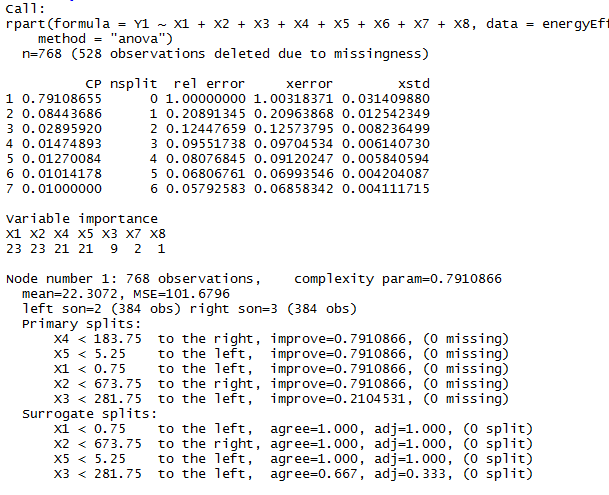 Call:
rpart(formula = Y1 ~ X1 + X2 + X3 + X4 + X5 + X6 + X7 + X8, data = energyEff
    method = "anova")
  n=768 (528 observations deleted due to missingness)

          CP nsplit  rel error     xerror        xstd
1 0.79108655      0 1.00000000 1.00318371 0.031409880
2 0.08443686      1 0.20891345 0.20963868 0.012542349
3 0.02895920      2 0.12447659 0.12573795 0.008236499
4 0.01474893      3 0.09551738 0.09704534 0.006140730
5 0.01270084      4 0.08076845 0.09120247 0.005840594
6 0.01014178      5 0.06806761 0.06993546 0.004204087
7 0.01000000      6 0.05792583 0.06858342 0.004111715

Variable importance
X1 X2 X4 X5 X3 X7 X8
23 23 21 21  9  2  1

Node number 1: 768 observations,    complexity param=0.7910866
  mean=22.3072, MSE=101.6796
  left son=2 (384 obs) right son=3 (384 obs)
  Primary splits:
      X4 < 183.75  to the right, improve=0.7910866, (0 missing)
      X5 < 5.25    to the left,  improve=0.7910866, (0 missing)
      X1 < 0.75    to the left,  improve=0.7910866, (0 missing)
      X2 < 673.75  to the right, improve=0.7910866, (0 missing)
      X3 < 281.75  to the left,  improve=0.2104531, (0 missing)
  Surrogate splits:
      X1 < 0.75    to the left,  agree=1.000, adj=1.000, (0 split)
      X2 < 673.75  to the right, agree=1.000, adj=1.000, (0 split)
      X5 < 5.25    to the left,  agree=1.000, adj=1.000, (0 split)
      X3 < 281.75  to the left,  agree=0.667, adj=0.333, (0 split)